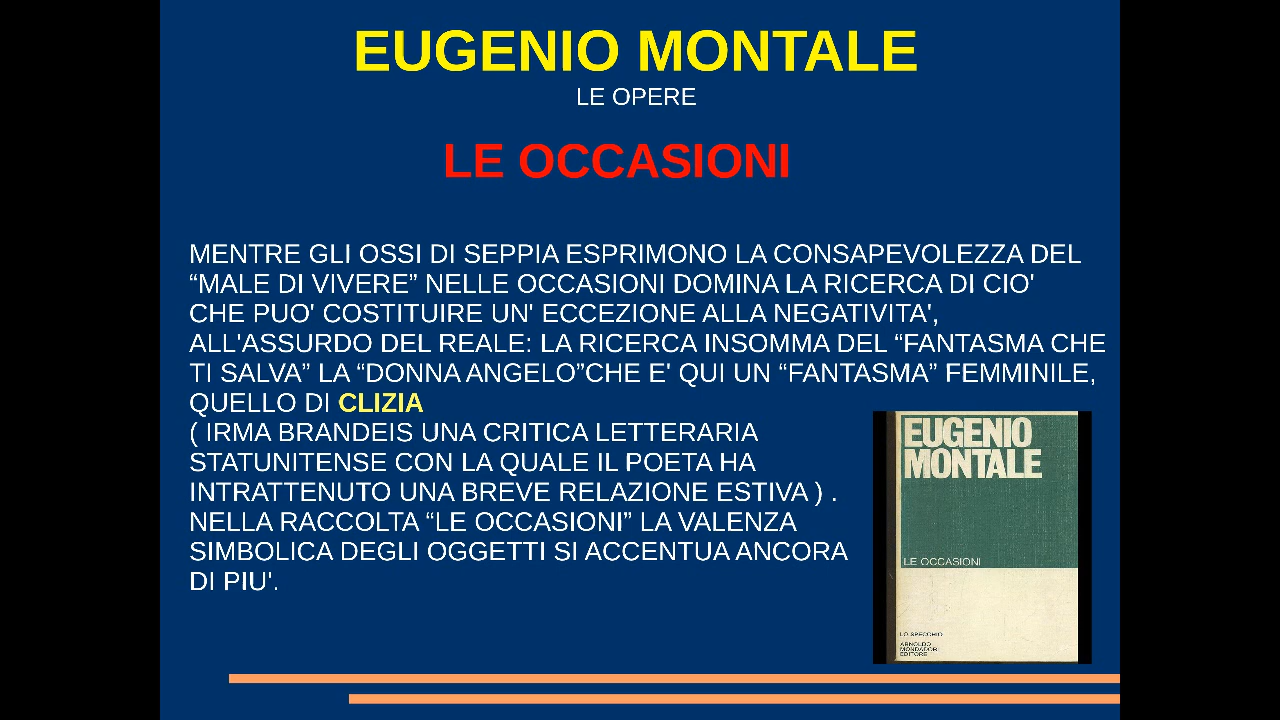 EUGENIO MONTALE
LE OPERE
LE OCCASIONI
MENTRE GLI OSSI DI SEPPIA ESPRIMONO LA CONSAPEVOLEZZA DEL
“MALE DI VIVERE” NELLE OCCASIONI DOMINA LA RICERCA DI CIO'
CHE PUO' COSTITUIRE UN' ECCEZIONE ALLA NEGATIVITA',
ALL'ASSURDO DEL REALE: LA RICERCA INSOMMA DEL “FANTASMA CHE
TI SALVA” LA “DONNA ANGELO”CHE E' QUI UN “FANTASMA” FEMMINILE,
QUELLO DI CLIZIA
( IRMA BRANDEIS UNA CRITICA LETTERARIA
STATUNITENSE CON LA QUALE IL POETA HA
INTRATTENUTO UNA BREVE RELAZIONE ESTIVA ) .
NELLA RACCOLTA “LE OCCASIONI” LA VALENZA
SIMBOLICA DEGLI OGGETTI SI ACCENTUA ANCORA
DI PIU'.
EUGENIO
MONTALE
LE OCCASIONI
LO SPECCHIO
ARNOLDO
MONDADORI
EDITORE